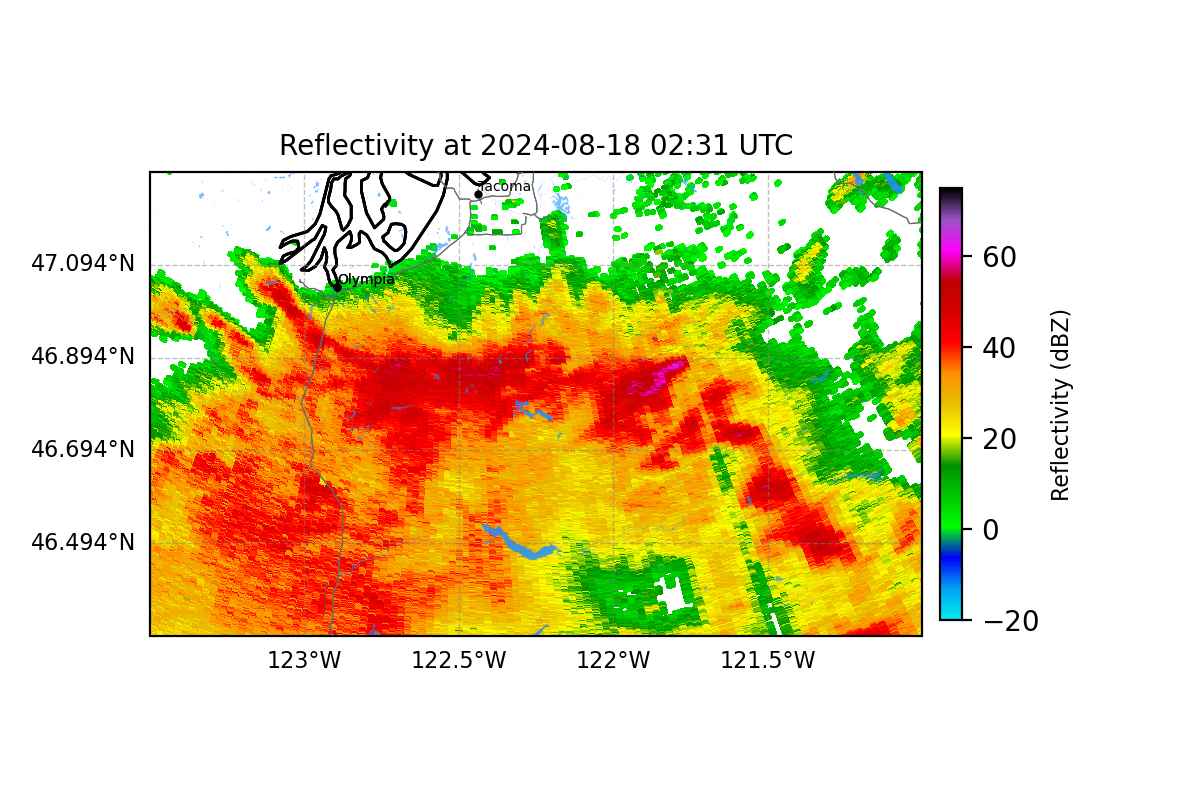 Reflectivity at 2024-08-18 02:31 UTC
Tacoma
Olympia
47.094°N
46.894°N
46.694°N
46.494°N
123°W
122.5°W
122°W
121.5°W
60
40
20
0
−20
Reflectivity (dBZ)